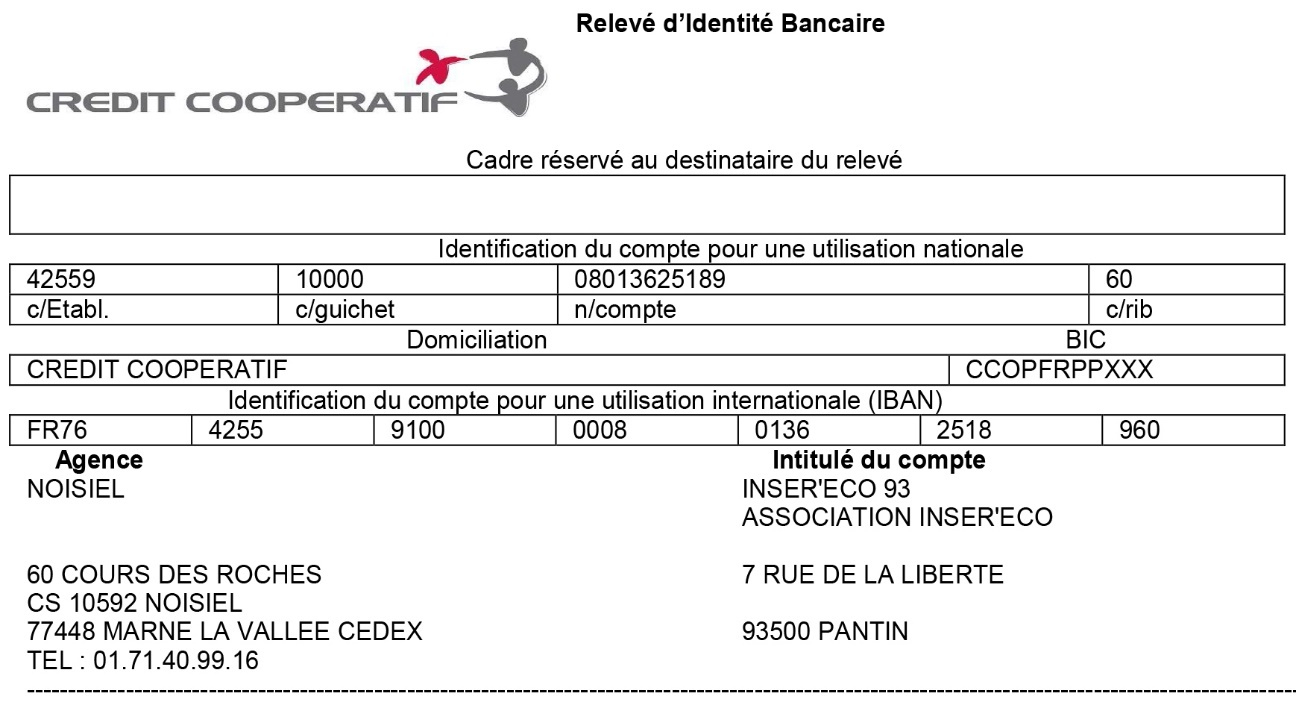 Relevé d’Identité Bancaire
CREDIT COOPERATIF
Cadre réservé au destinataire du relevé
Identification du compte pour une utilisation nationale
42559 10000 08013625189 60
c/Etabl. c/guichet n/compte c/rib
Domiciliation BIC
CREDIT COOPERATIF CCOPFRPPXXX
Identification du compte pour une utilisation internationale (IBAN)
FR76 4255 9100 0008 0136 2518 960
Agence Intitulé du compte
NOISIEL INSER'ECO 93
ASSOCIATION INSER'ECO
60 COURS DES ROCHES 7 RUE DE LA LIBERTE
CS 10592 NOISIEL
77448 MARNE LA VALLEE CEDEX 93500 PANTIN
TEL : 01.71.40.99.16